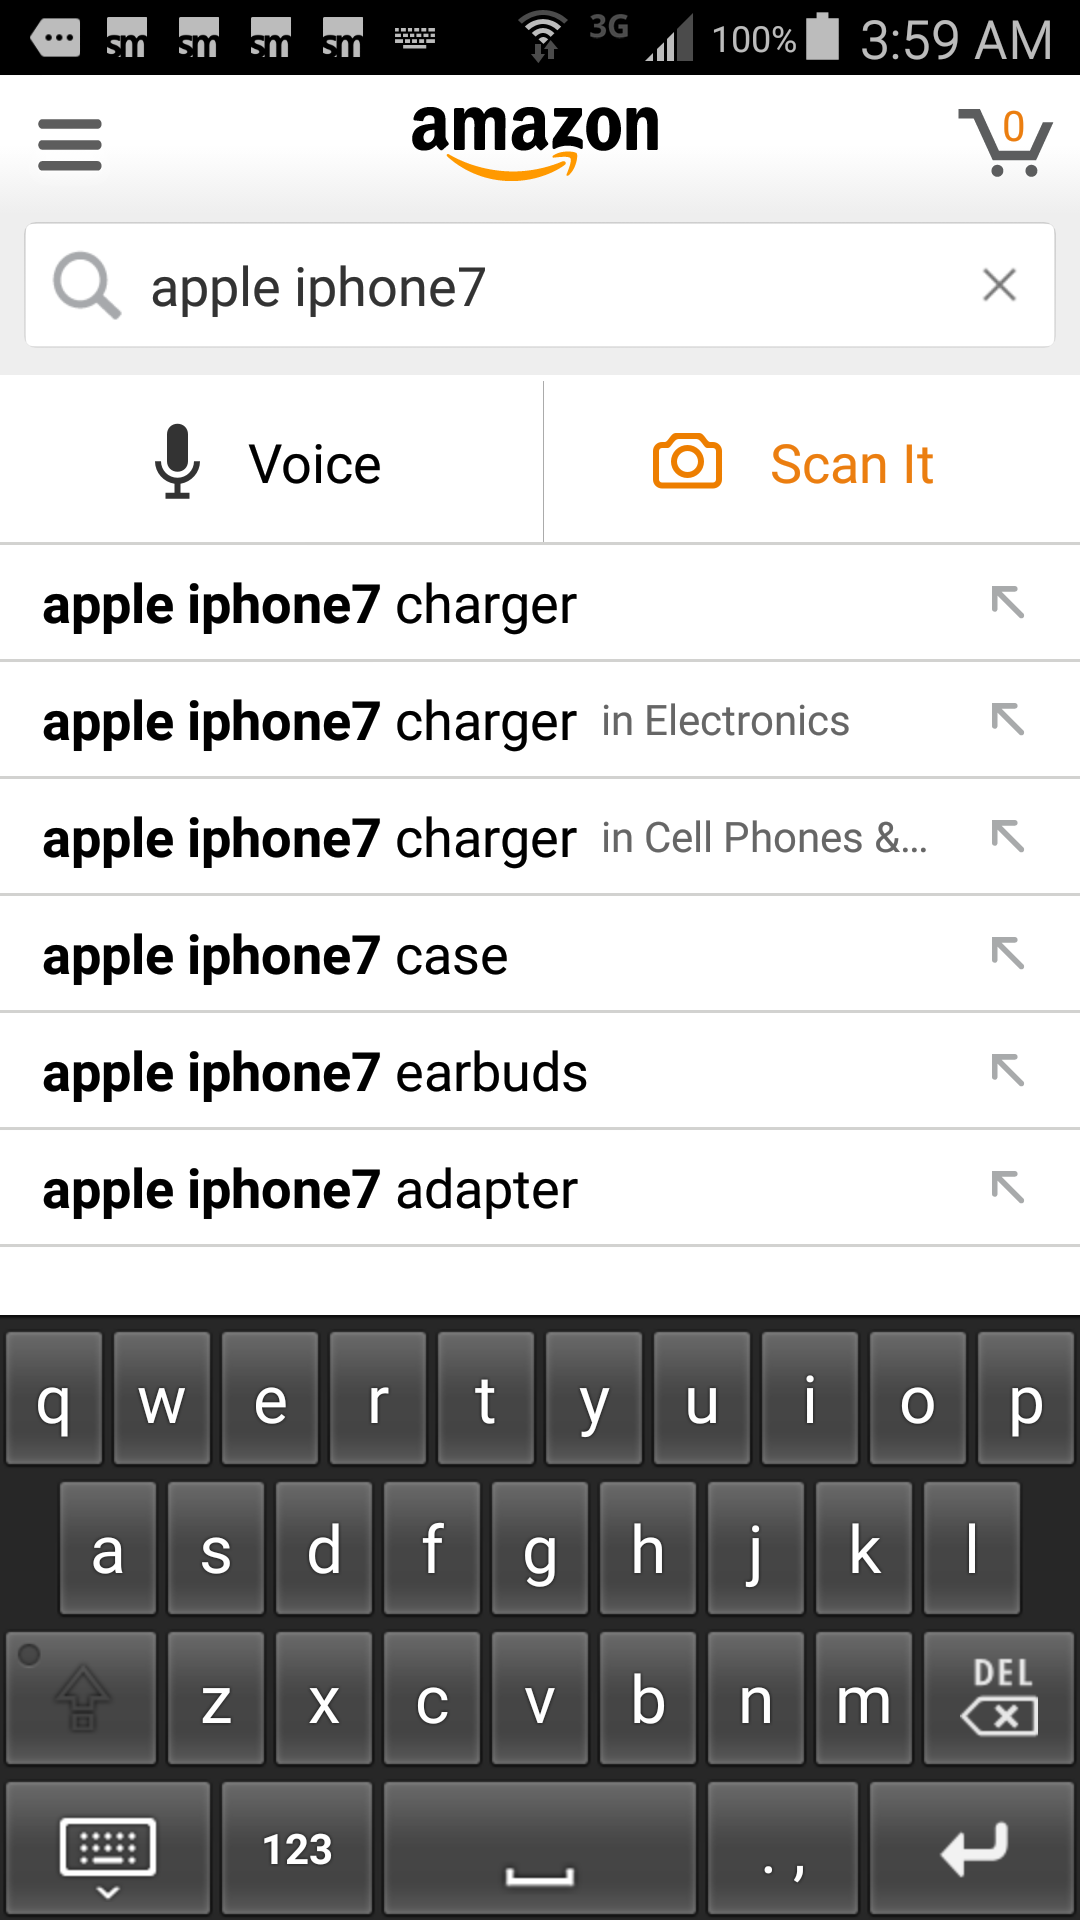 sm sm sm sm 3G 100% 3:59 AM
amazon
0
apple iphone7
Voice Scan It
apple iphone7 charger
apple iphone7 charger in Electronics
apple iphone7 charger in Cell Phones &...
apple iphone7 case
apple iphone7 earbuds
apple iphone7 adapter
q w e r t y u i o p
a s d f g h j k l
z x c v b n m DEL
123 . ,